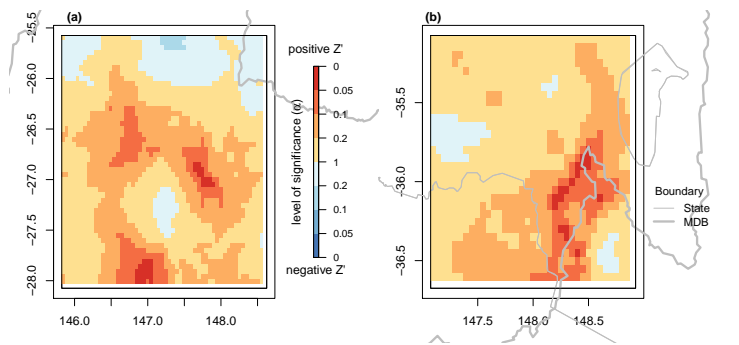 (a)
−25.5
−26.0
−26.5
−27.0
−27.5
−28.0
146.0 147.0 148.0
positive Z'
0
0.05
0.1
0.2
1
0.2
0.1
0.05
0
negative Z'
level of significance (α)
(b)
−35.5
−36.0
−36.5
147.5 148.0 148.5
Boundary
State
MDB